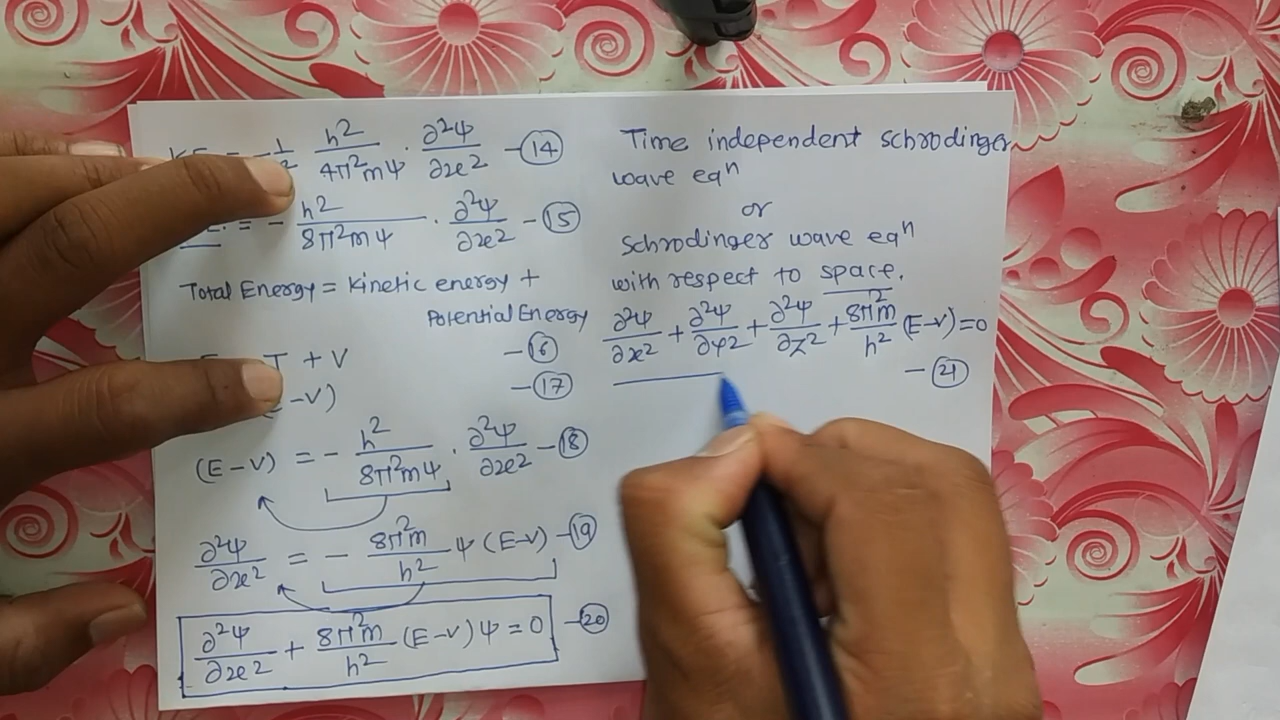 1/2 h²/4π²mψ . ∂²ψ/∂x² –(14)
= - h²/8π²mψ . ∂²ψ/∂x² –(15)
Total Energy = Kinetic energy +
Potential Energy
T + V –(16)
-V) –(17)
(E-V) = - h²/8π²mψ . ∂²ψ/∂x² –(18)
∂²ψ/∂x² = - 8π²m/h² ψ (E-V) –(19)
∂²ψ/∂x² + 8π²m/h² (E-V) ψ = 0 –(20)
Time independent schrodinger
wave eqⁿ
or
schrodinger wave eqⁿ
with respect to space.
∂²ψ/∂x² + ∂²ψ/∂y² + ∂²ψ/∂z² + 8π²m/h² (E-V) = 0
–(21)